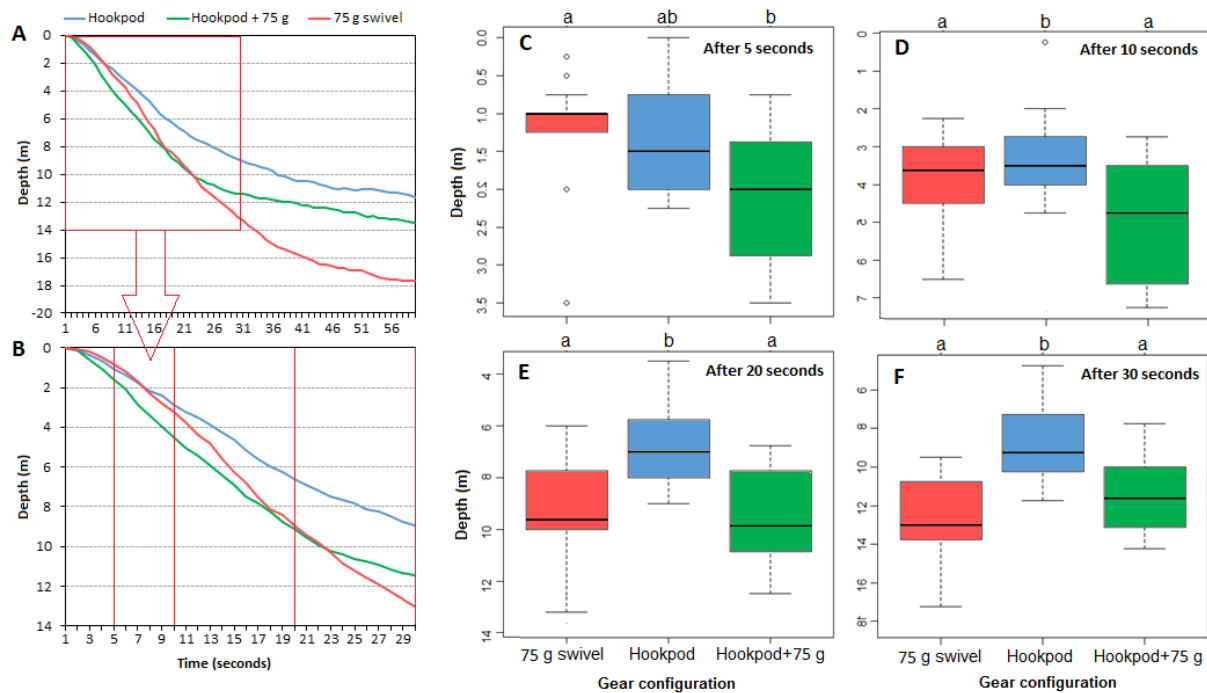 Hookpod
Hookpod + 75 g
75 g swivel
A
Depth (m)
0
2
4
6
8
10
12
14
16
18
-20
1 6 11 16 21 26 31 36 41 46 51 56
B
Depth (m)
0
2
4
6
8
10
12
14
1 3 5 7 9 11 13 15 17 19 21 23 25 27 29
Time (seconds)
a ab b
C
After 5 seconds
Depth (m)
0.0
0.5
1.0
1.5
0.2
3.0
3.5
a b a
D
After 10 seconds
0
1
2
3
4
5
6
7
a b a
E
After 20 seconds
Depth (m)
4
6
8
10
12
14
75 g swivel Hookpod Hookpod+75 g
Gear configuration
a b a
F
After 30 seconds
6
8
10
12
14
16
75 g swivel Hookpod Hookpod+75 g
Gear configuration